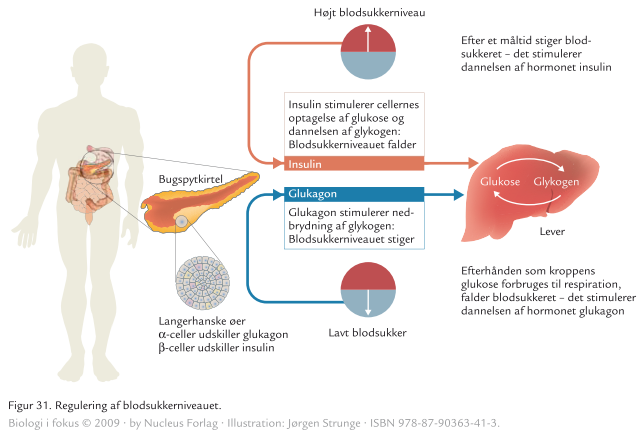 Højt blodsukkerniveau
Efter et måltid stiger blod-
sukkeret – det stimulerer
dannelsen af hormonet insulin
Insulin stimulerer cellernes
optagelse af glukose og
dannelsen af glykogen:
Blodsukkerniveauet falder
Insulin
Bugspytkirtel
Glukagon
Glukagon stimulerer ned-
brydning af glykogen:
Blodsukkerniveauet stiger
Glukose
Glykogen
Lever
Efterhånden som kroppens
glukose forbruges til respiration,
falder blodsukkeret – det stimulerer
dannelsen af hormonet glukagon
Lavt blodsukker
Langerhanske øer
α-celler udskiller glukagon
β-celler udskiller insulin
Figur 31. Regulering af blodsukkerniveauet.
Biologi i fokus © 2009 · by Nucleus Forlag · Illustration: Jørgen Strunge · ISBN 978-87-90363-41-3.